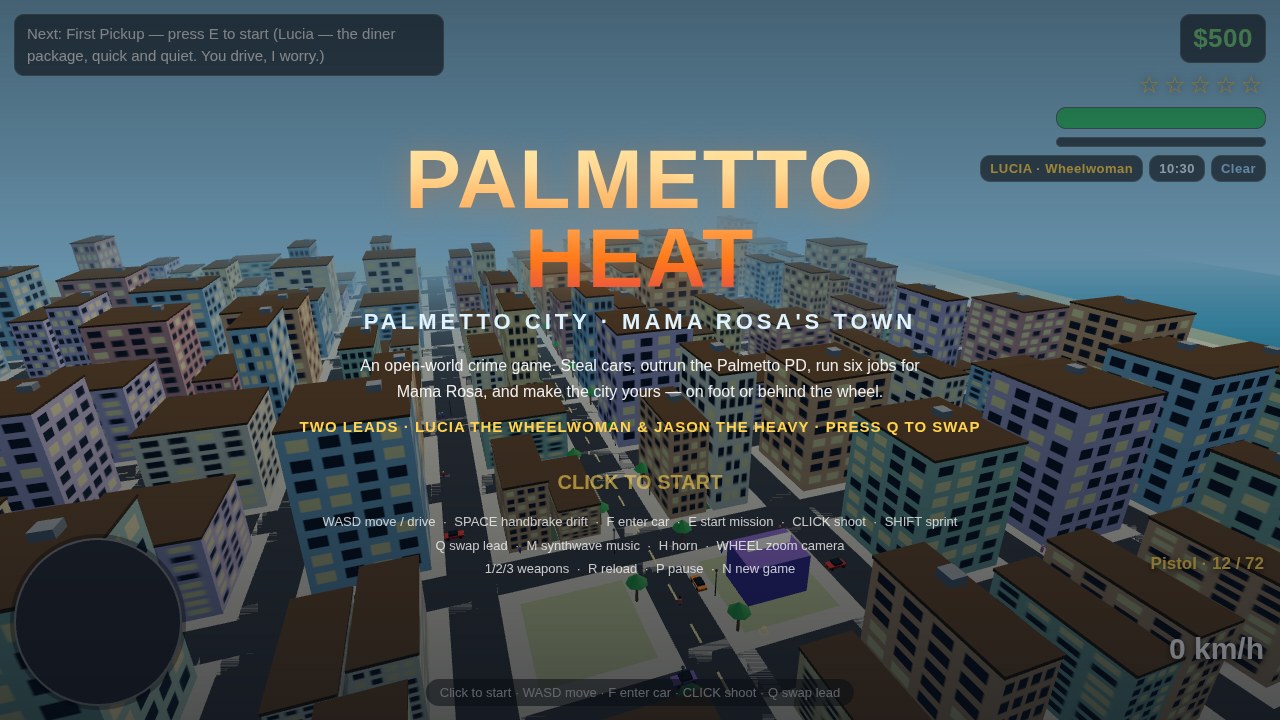 Next: First Pickup — press E to start (Lucia — the diner
package, quick and quiet. You drive, I worry.)
$500
LUCIA · Wheelwoman
10:30
Clear
PALMETTO
HEAT
PALMETTO CITY · MAMA ROSA'S TOWN
An open-world crime game. Steal cars, outrun the Palmetto PD, run six jobs for
Mama Rosa, and make the city yours — on foot or behind the wheel.
TWO LEADS · LUCIA THE WHEELWOMAN & JASON THE HEAVY · PRESS Q TO SWAP
CLICK TO START
WASD move / drive · SPACE handbrake drift · F enter car · E start mission · CLICK shoot · SHIFT sprint
Q swap lead · M synthwave music · H horn · WHEEL zoom camera
1/2/3 weapons · R reload · P pause · N new game
Pistol · 12 / 72
0 km/h
Click to start · WASD move · F enter car · CLICK shoot · Q swap lead